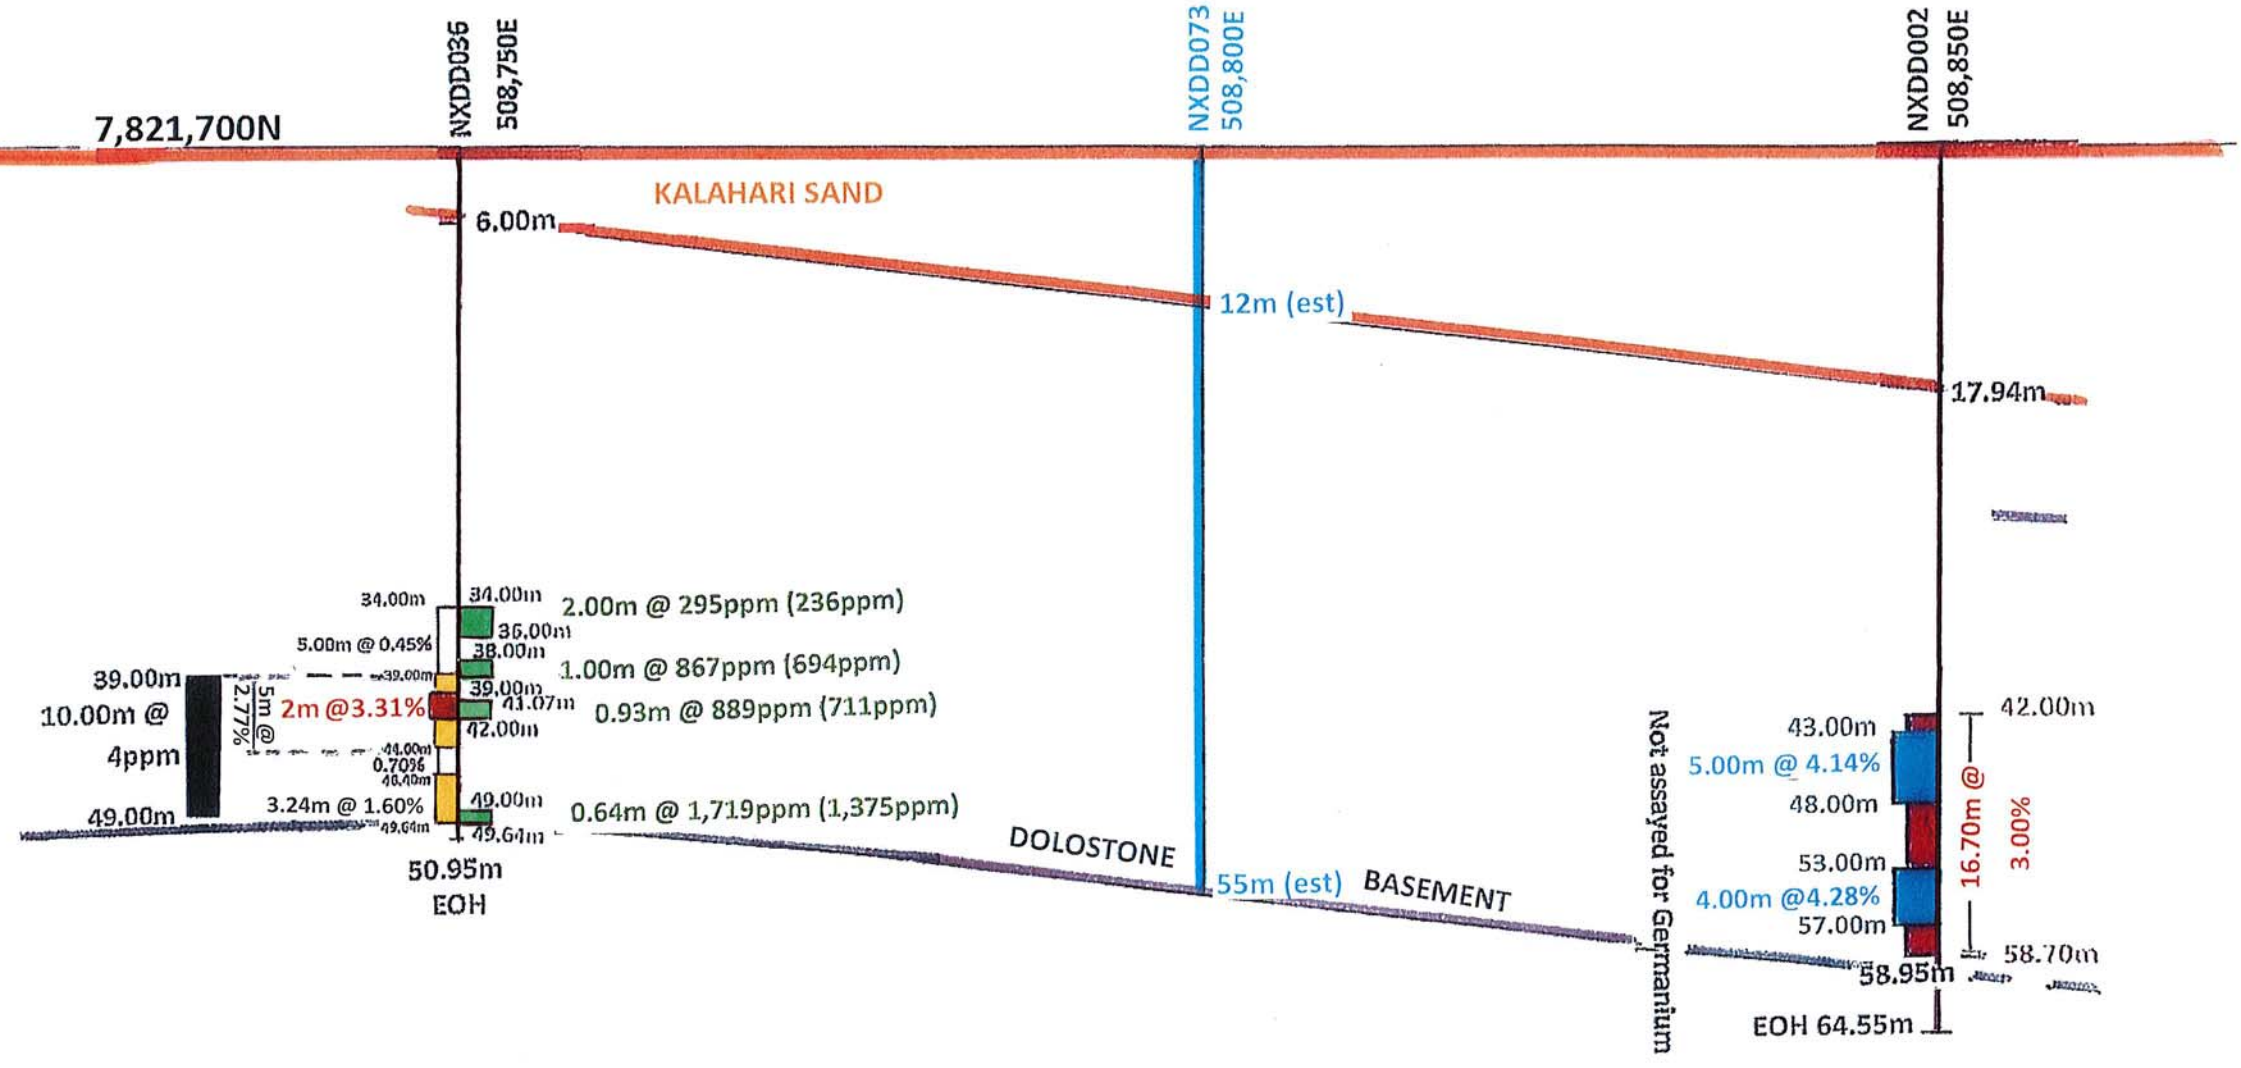 NXDD036
508,750E
NXDD073
508,800E
NXDD002
508,850E
7,821,700N
KALAHARI SAND
6.00m
12m (est)
17.94m
34.00m
34.00m
2.00m @ 295ppm (236ppm)
36.00m
5.00m @ 0.45%
38.00m
1.00m @ 867ppm (694ppm)
39.00m
39.00m
39.00m
10.00m @
4ppm
49.00m
5m @
2.77%
2m @3.31%
41.07m
0.93m @ 889ppm (711ppm)
42.00m
44.00m
0.70%
46.40m
3.24m @ 1.60%
49.00m
0.64m @ 1,719ppm (1,375ppm)
49.64m
49.64m
50.95m
EOH
DOLOSTONE
55m (est)
BASEMENT
Not assayed for Germanium
42.00m
43.00m
5.00m @ 4.14%
48.00m
16.70m @
3.00%
53.00m
4.00m @4.28%
57.00m
58.70m
58.95m
EOH 64.55m